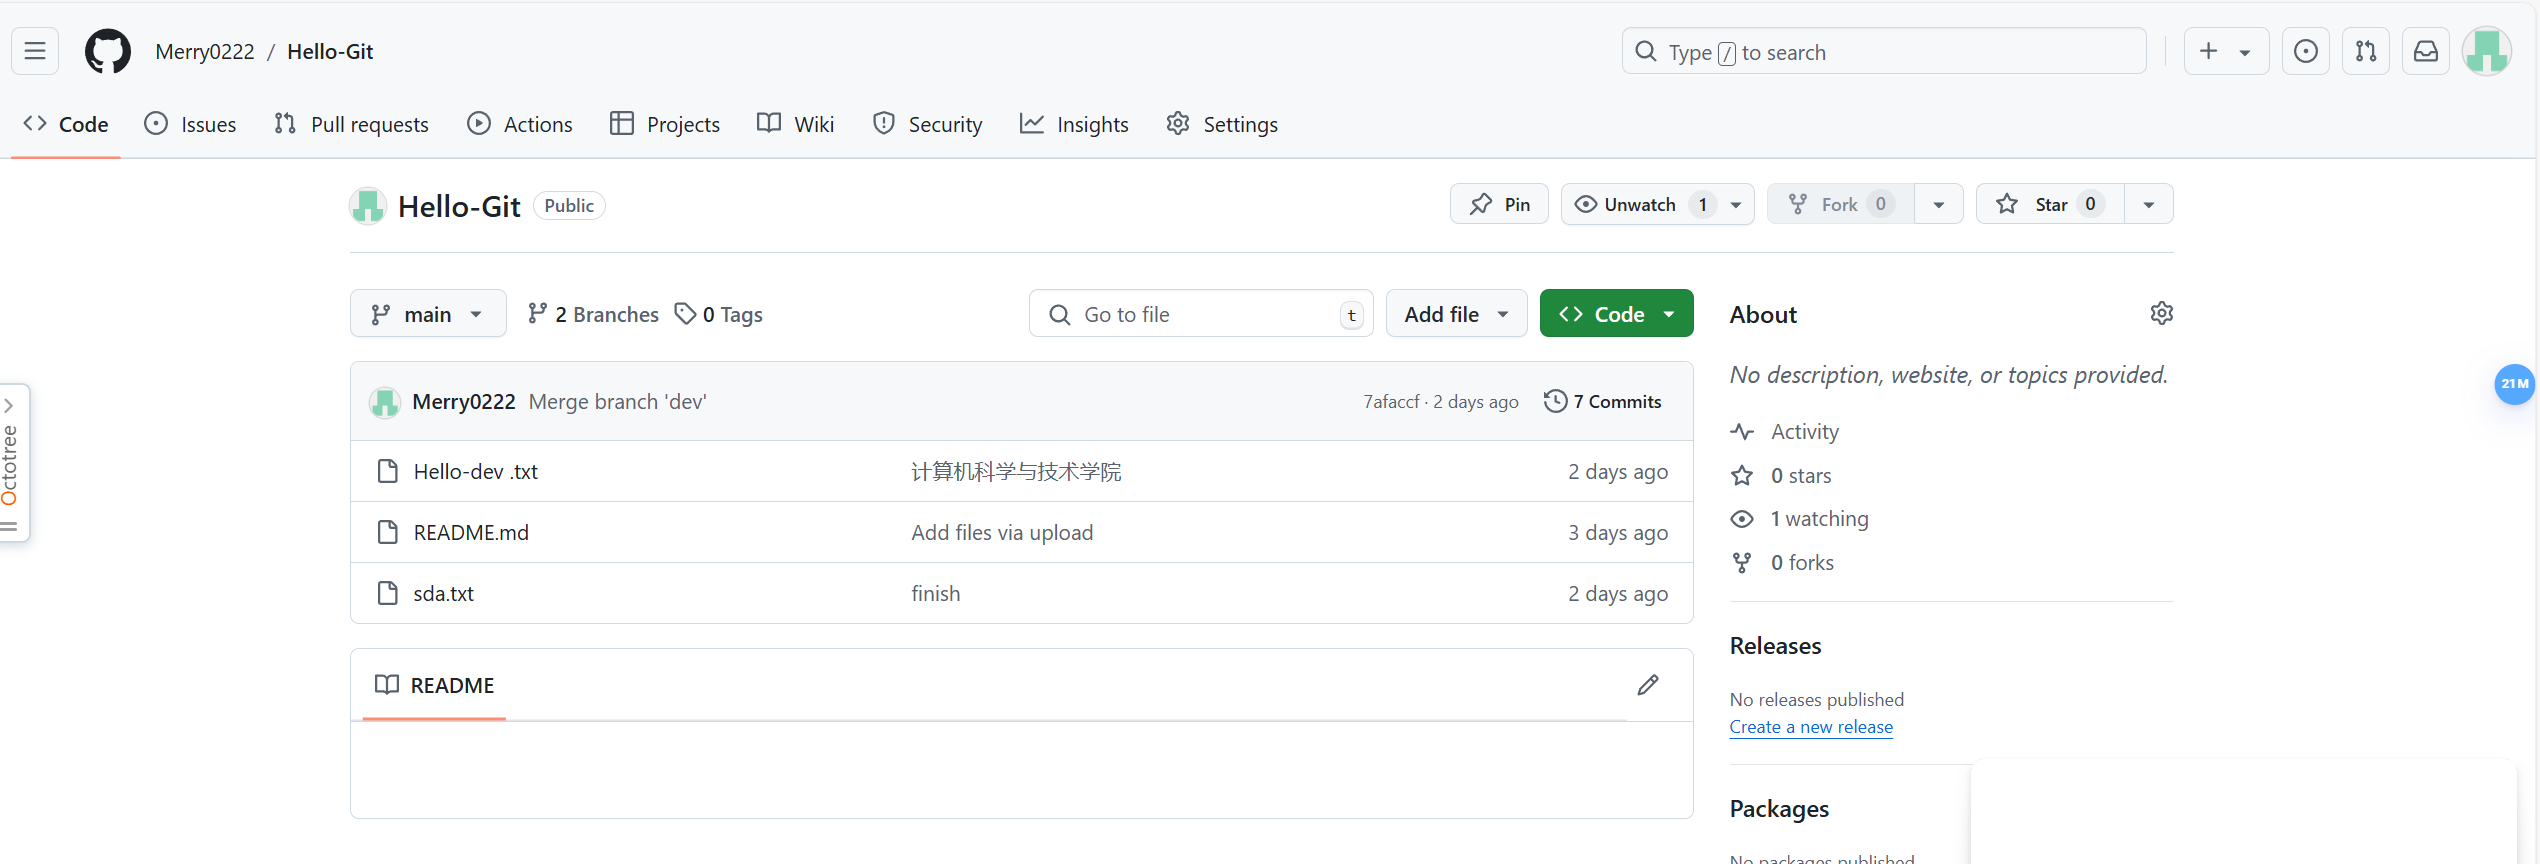 Merry0222 / Hello-Git
Type / to search
Code Issues Pull requests Actions Projects Wiki Security Insights Settings
Hello-Git Public
Pin Unwatch 1 Fork 0 Star 0
main 2 Branches 0 Tags Go to file t Add file Code
Merry0222 Merge branch 'dev' 7afaccf · 2 days ago 7 Commits
Hello-dev .txt 计算机科学与技术学院 2 days ago
README.md Add files via upload 3 days ago
sda.txt finish 2 days ago
README
About
No description, website, or topics provided.
Activity
0 stars
1 watching
0 forks
Releases
No releases published
Create a new release
Packages
No packages published
Octotree
21M